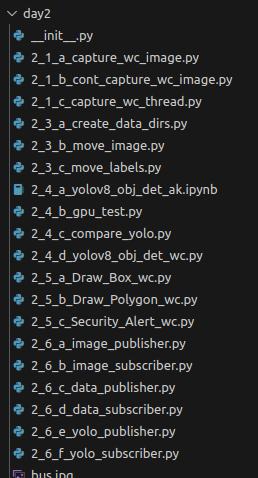 day2
__init__.py
2_1_a_capture_wc_image.py
2_1_b_cont_capture_wc_image.py
2_1_c_capture_wc_thread.py
2_3_a_create_data_dirs.py
2_3_b_move_image.py
2_3_c_move_labels.py
2_4_a_yolov8_obj_det_ak.ipynb
2_4_b_gpu_test.py
2_4_c_compare_yolo.py
2_4_d_yolov8_obj_det_wc.py
2_5_a_Draw_Box_wc.py
2_5_b_Draw_Polygon_wc.py
2_5_c_Security_Alert_wc.py
2_6_a_image_publisher.py
2_6_b_image_subscriber.py
2_6_c_data_publisher.py
2_6_d_data_subscriber.py
2_6_e_yolo_publisher.py
2_6_f_yolo_subscriber.py
bus.jpg